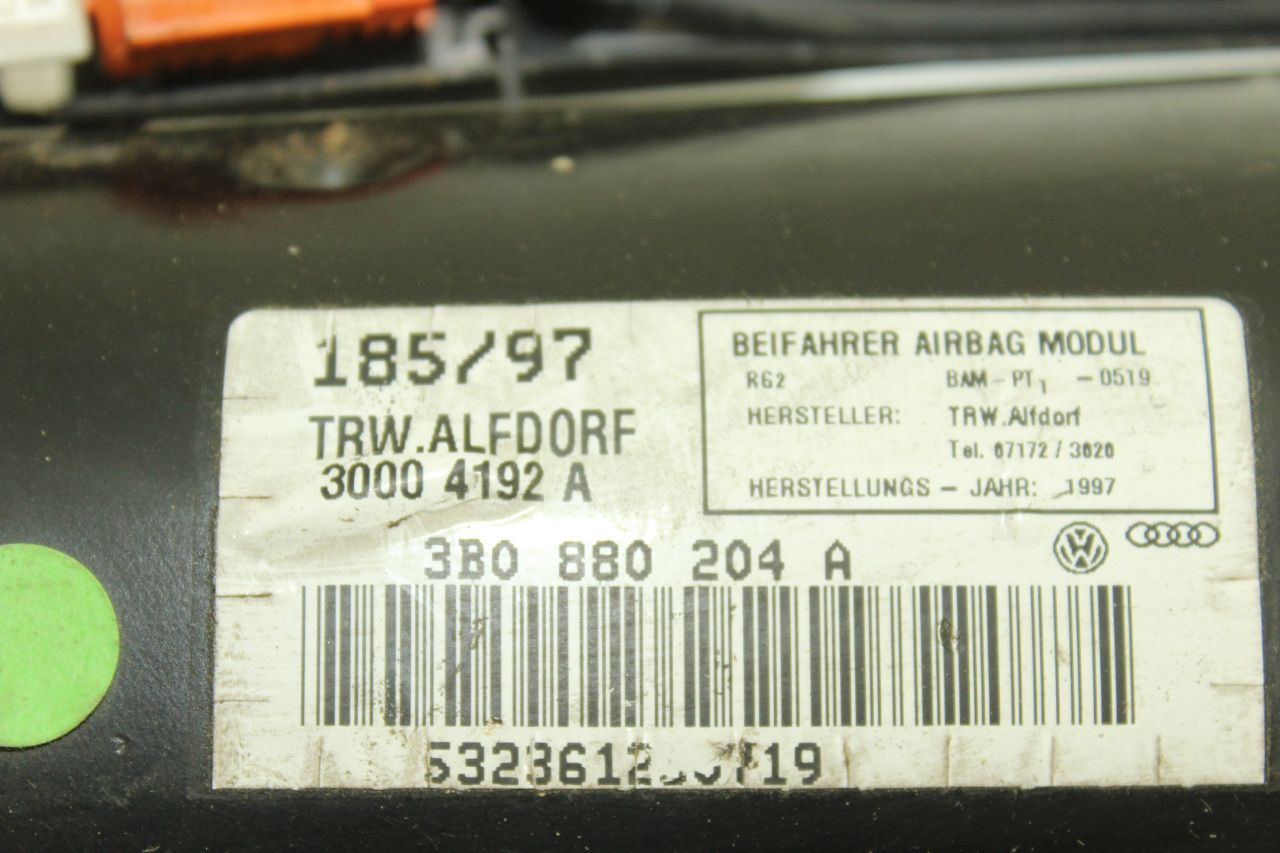 185/97
TRW.ALFDORF
3000 4192 A
BEIFAHRER AIRBAG MODUL
RG2 BAM - PT1 - 0519
HERSTELLER: TRW.Alfdorf
Tel. 07172 / 3020
HERSTELLUNGS - JAHR: 1997
3B0 880 204 A